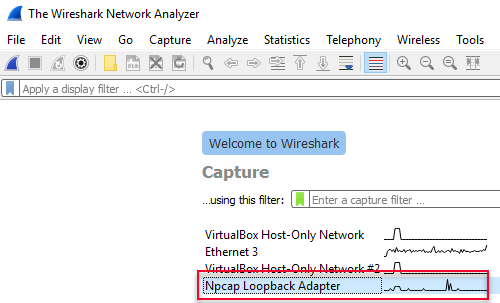 The Wireshark Network Analyzer
File Edit View Go Capture Analyze Statistics Telephony Wireless Tools
Apply a display filter ... <Ctrl-/>
Welcome to Wireshark
Capture
...using this filter: Enter a capture filter ...
VirtualBox Host-Only Network
Ethernet 3
VirtualBox Host-Only Network #2
Npcap Loopback Adapter